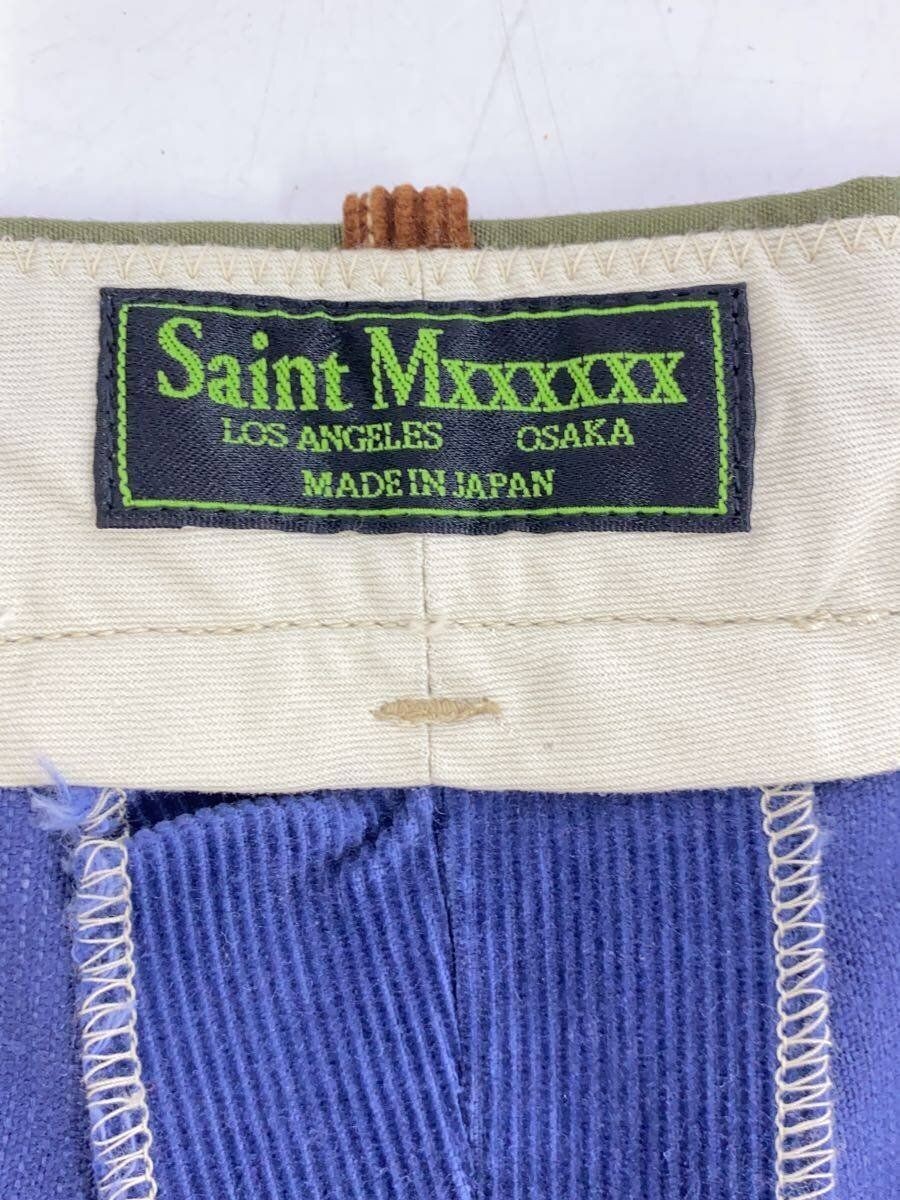 Saint Mxxxxxx
LOS ANGELES OSAKA
MADE IN JAPAN